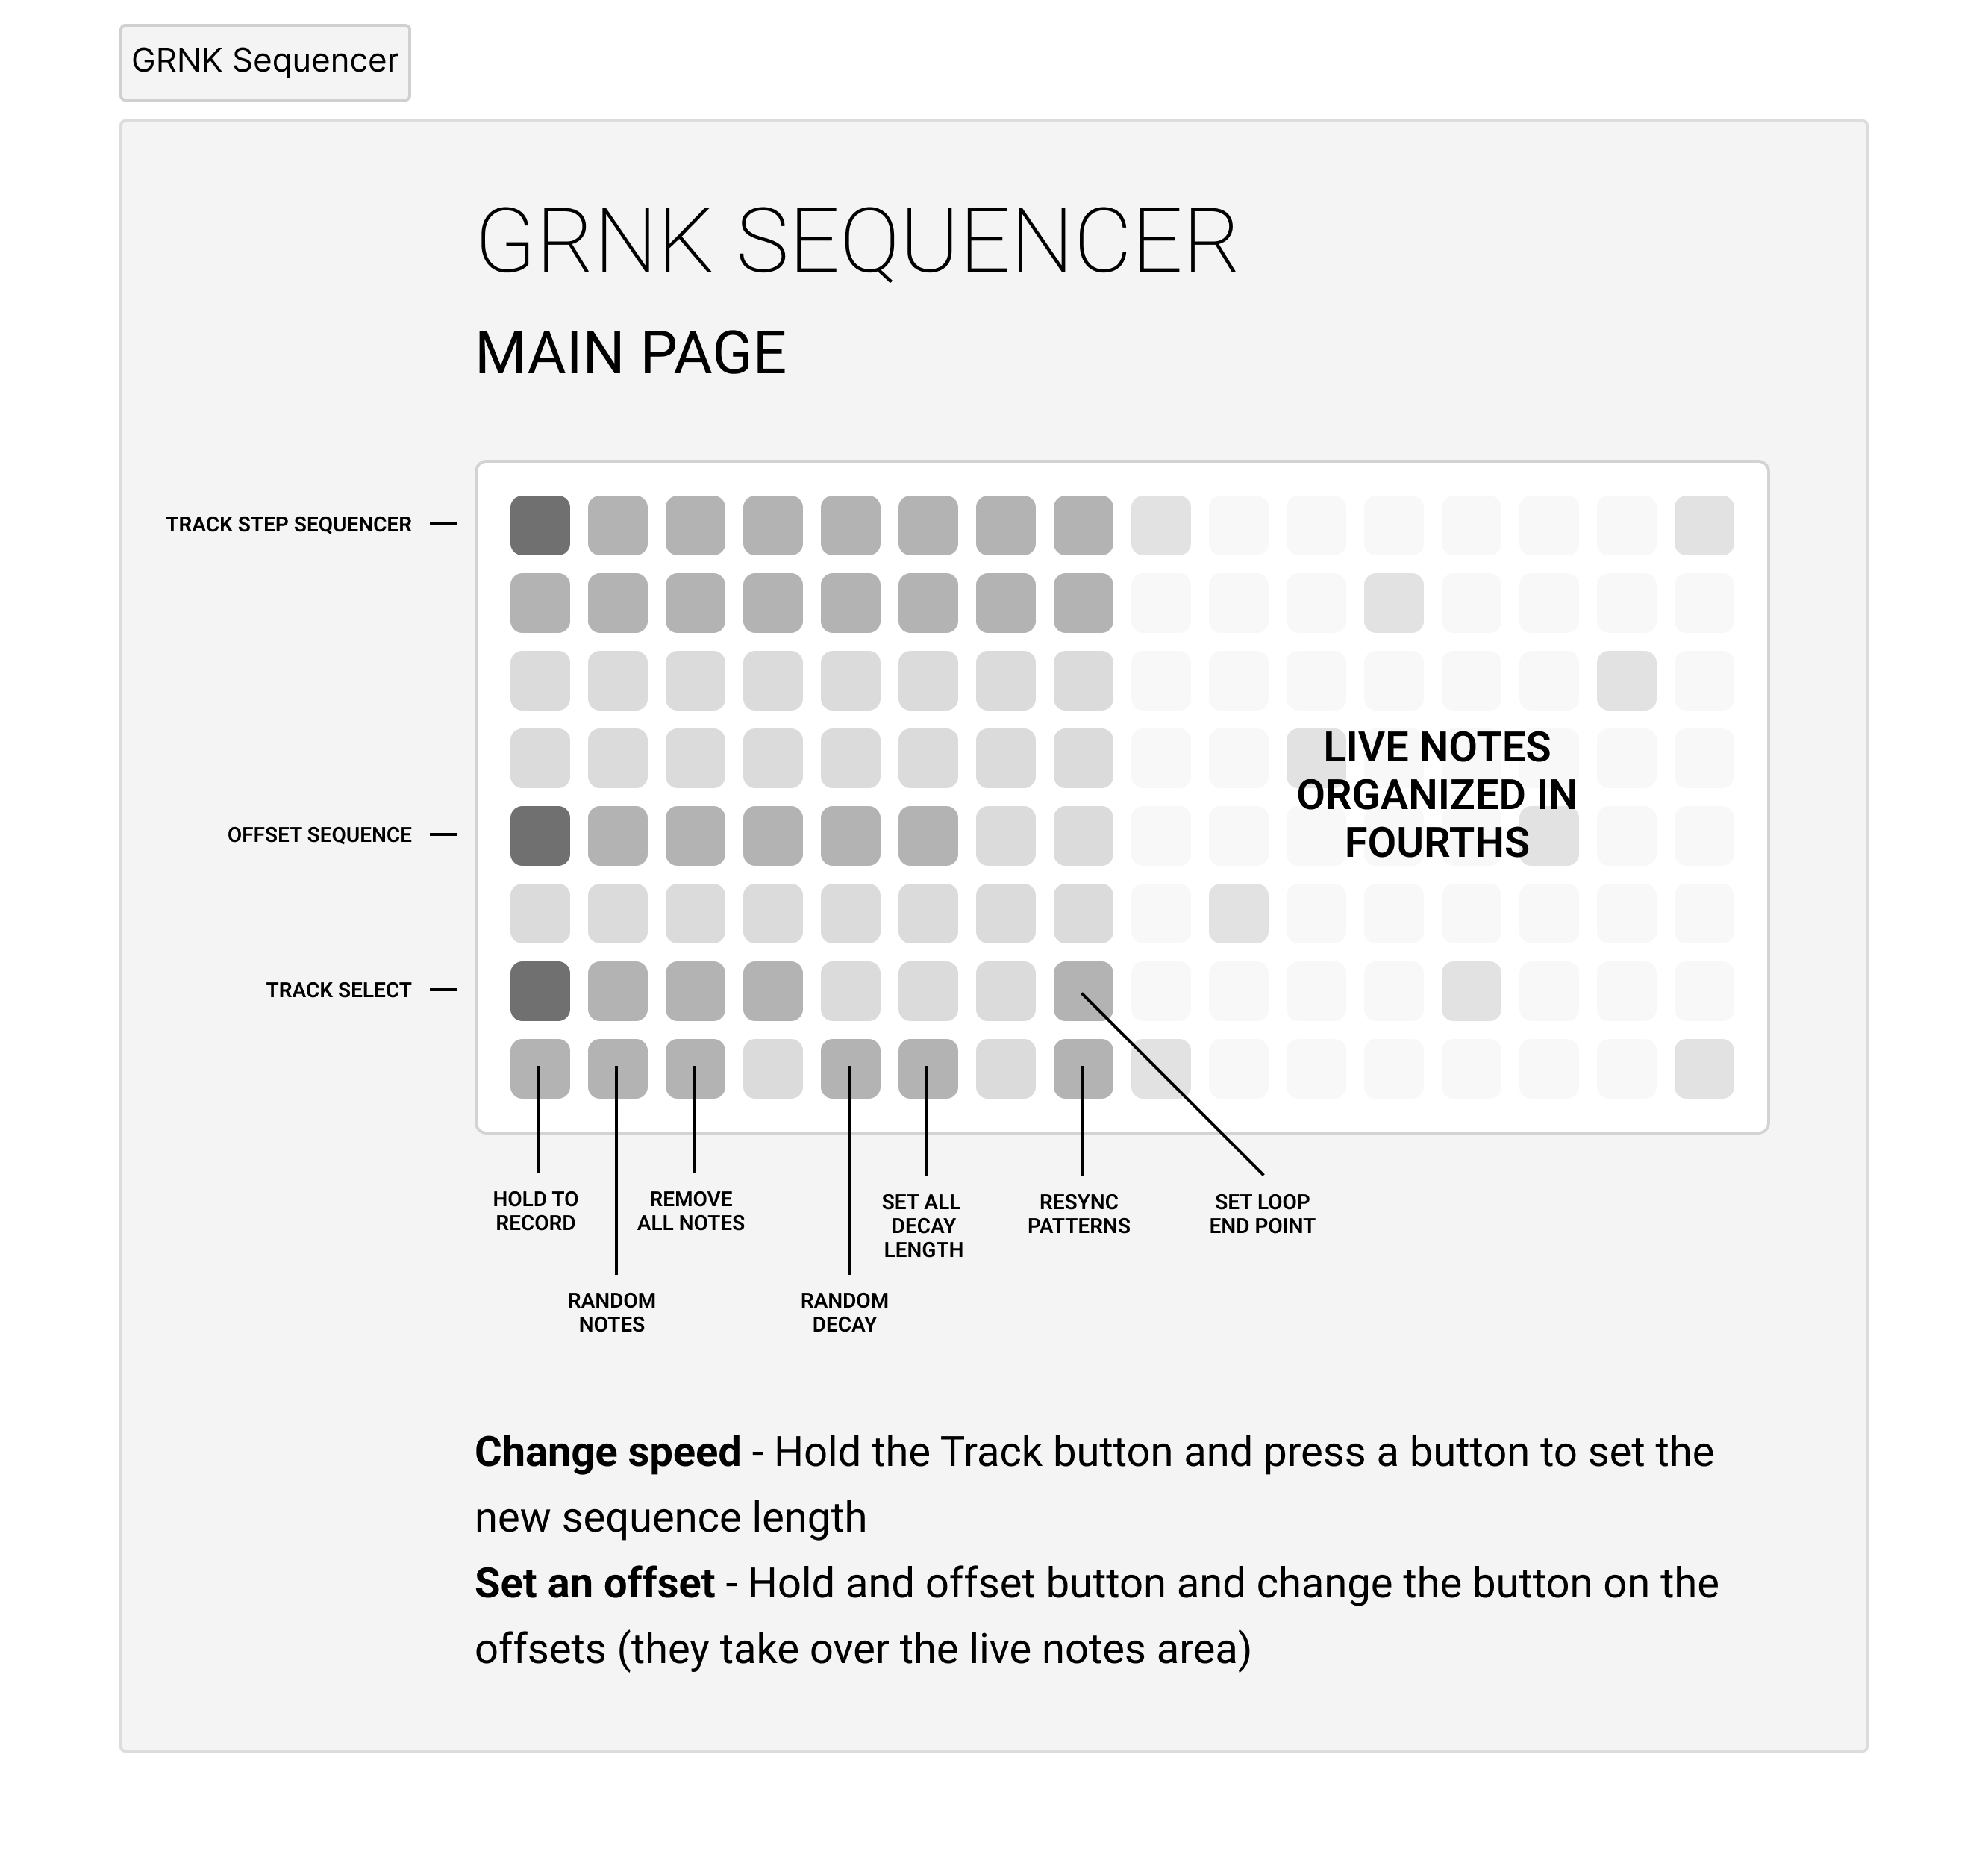 GRNK Sequencer
GRNK SEQUENCER
MAIN PAGE
TRACK STEP SEQUENCER
LIVE NOTES
ORGANIZED IN
FOURTHS
OFFSET SEQUENCE
TRACK SELECT
HOLD TO
RECORD
REMOVE
ALL NOTES
SET ALL
DECAY
LENGTH
RESYNC
PATTERNS
SET LOOP
END POINT
RANDOM
NOTES
RANDOM
DECAY
Change speed - Hold the Track button and press a button to set the
new sequence length
Set an offset - Hold and offset button and change the button on the
offsets (they take over the live notes area)